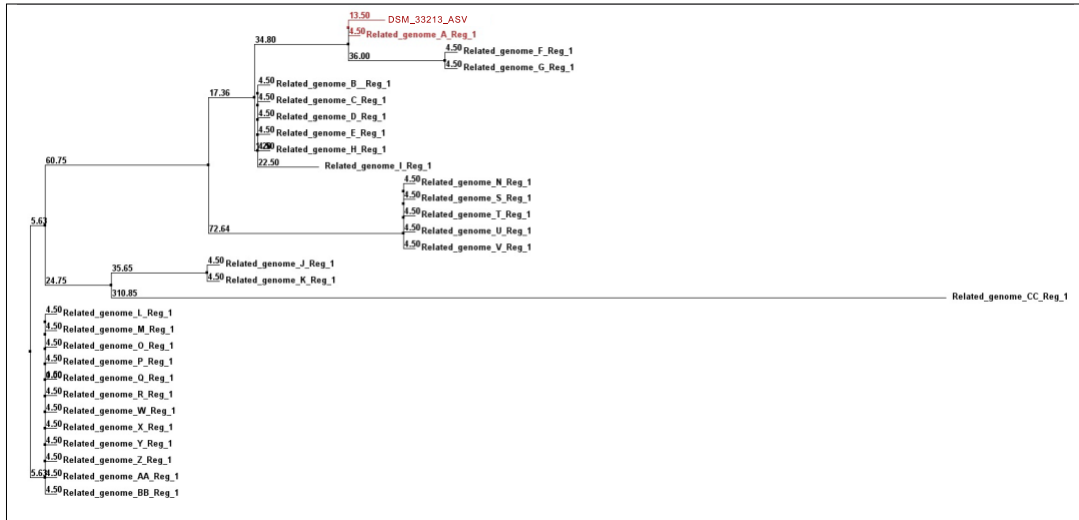 13.50 DSM_33213_ASV
4.50 Related_genome_A_Reg_1
34.80
4.50 Related_genome_F_Reg_1
36.00
4.50 Related_genome_G_Reg_1
4.50 Related_genome_B__Reg_1
17.36
4.50 Related_genome_C_Reg_1
4.50 Related_genome_D_Reg_1
4.50 Related_genome_E_Reg_1
Related_genome_H_Reg_1
60.75
22.50 Related_genome_I_Reg_1
4.50 Related_genome_N_Reg_1
4.50 Related_genome_S_Reg_1
4.50 Related_genome_T_Reg_1
5.63
72.64
4.50 Related_genome_U_Reg_1
4.50 Related_genome_V_Reg_1
4.50 Related_genome_J_Reg_1
35.65
4.50 Related_genome_K_Reg_1
24.75
310.85 Related_genome_CC_Reg_1
4.50 Related_genome_L_Reg_1
4.50 Related_genome_M_Reg_1
4.50 Related_genome_O_Reg_1
4.50 Related_genome_P_Reg_1
Related_genome_Q_Reg_1
4.50 Related_genome_R_Reg_1
4.50 Related_genome_W_Reg_1
4.50 Related_genome_X_Reg_1
4.50 Related_genome_Y_Reg_1
4.50 Related_genome_Z_Reg_1
5.63 4.50 Related_genome_AA_Reg_1
4.50 Related_genome_BB_Reg_1